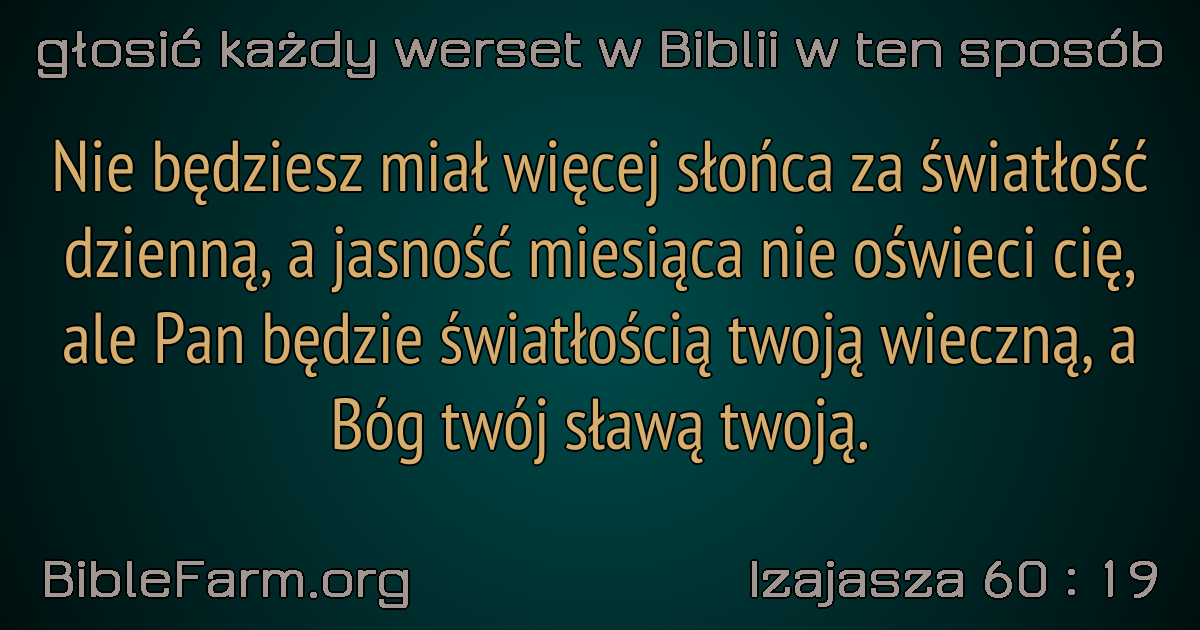 głosić każdy werset w Biblii w ten sposób
Nie będziesz miał więcej słońca za światłość
dzienną, a jasność miesiąca nie oświeci cię,
ale Pan będzie światłością twoją wieczną, a
Bóg twój sławą twoją.
BibleFarm.org
Izajasza 60 : 19